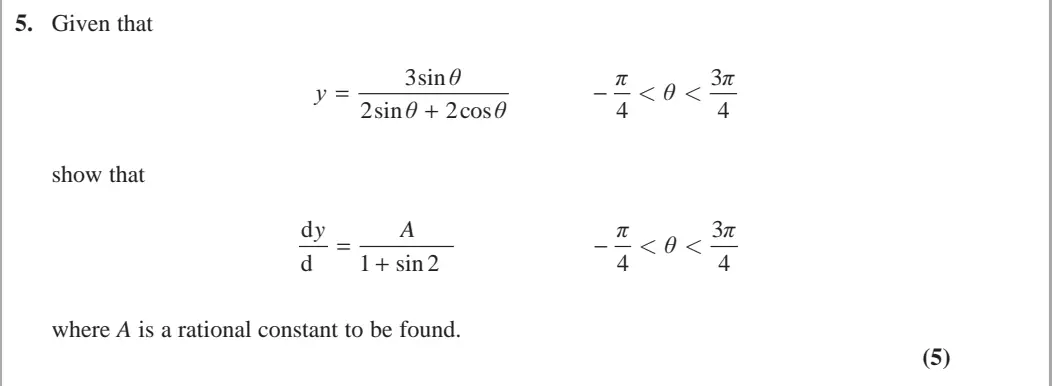 5. Given that
y = 3sinθ / (2sinθ + 2cosθ)    −π/4 < θ < 3π/4
show that
dy/d = A / (1 + sin 2)    −π/4 < θ < 3π/4
where A is a rational constant to be found.
(5)